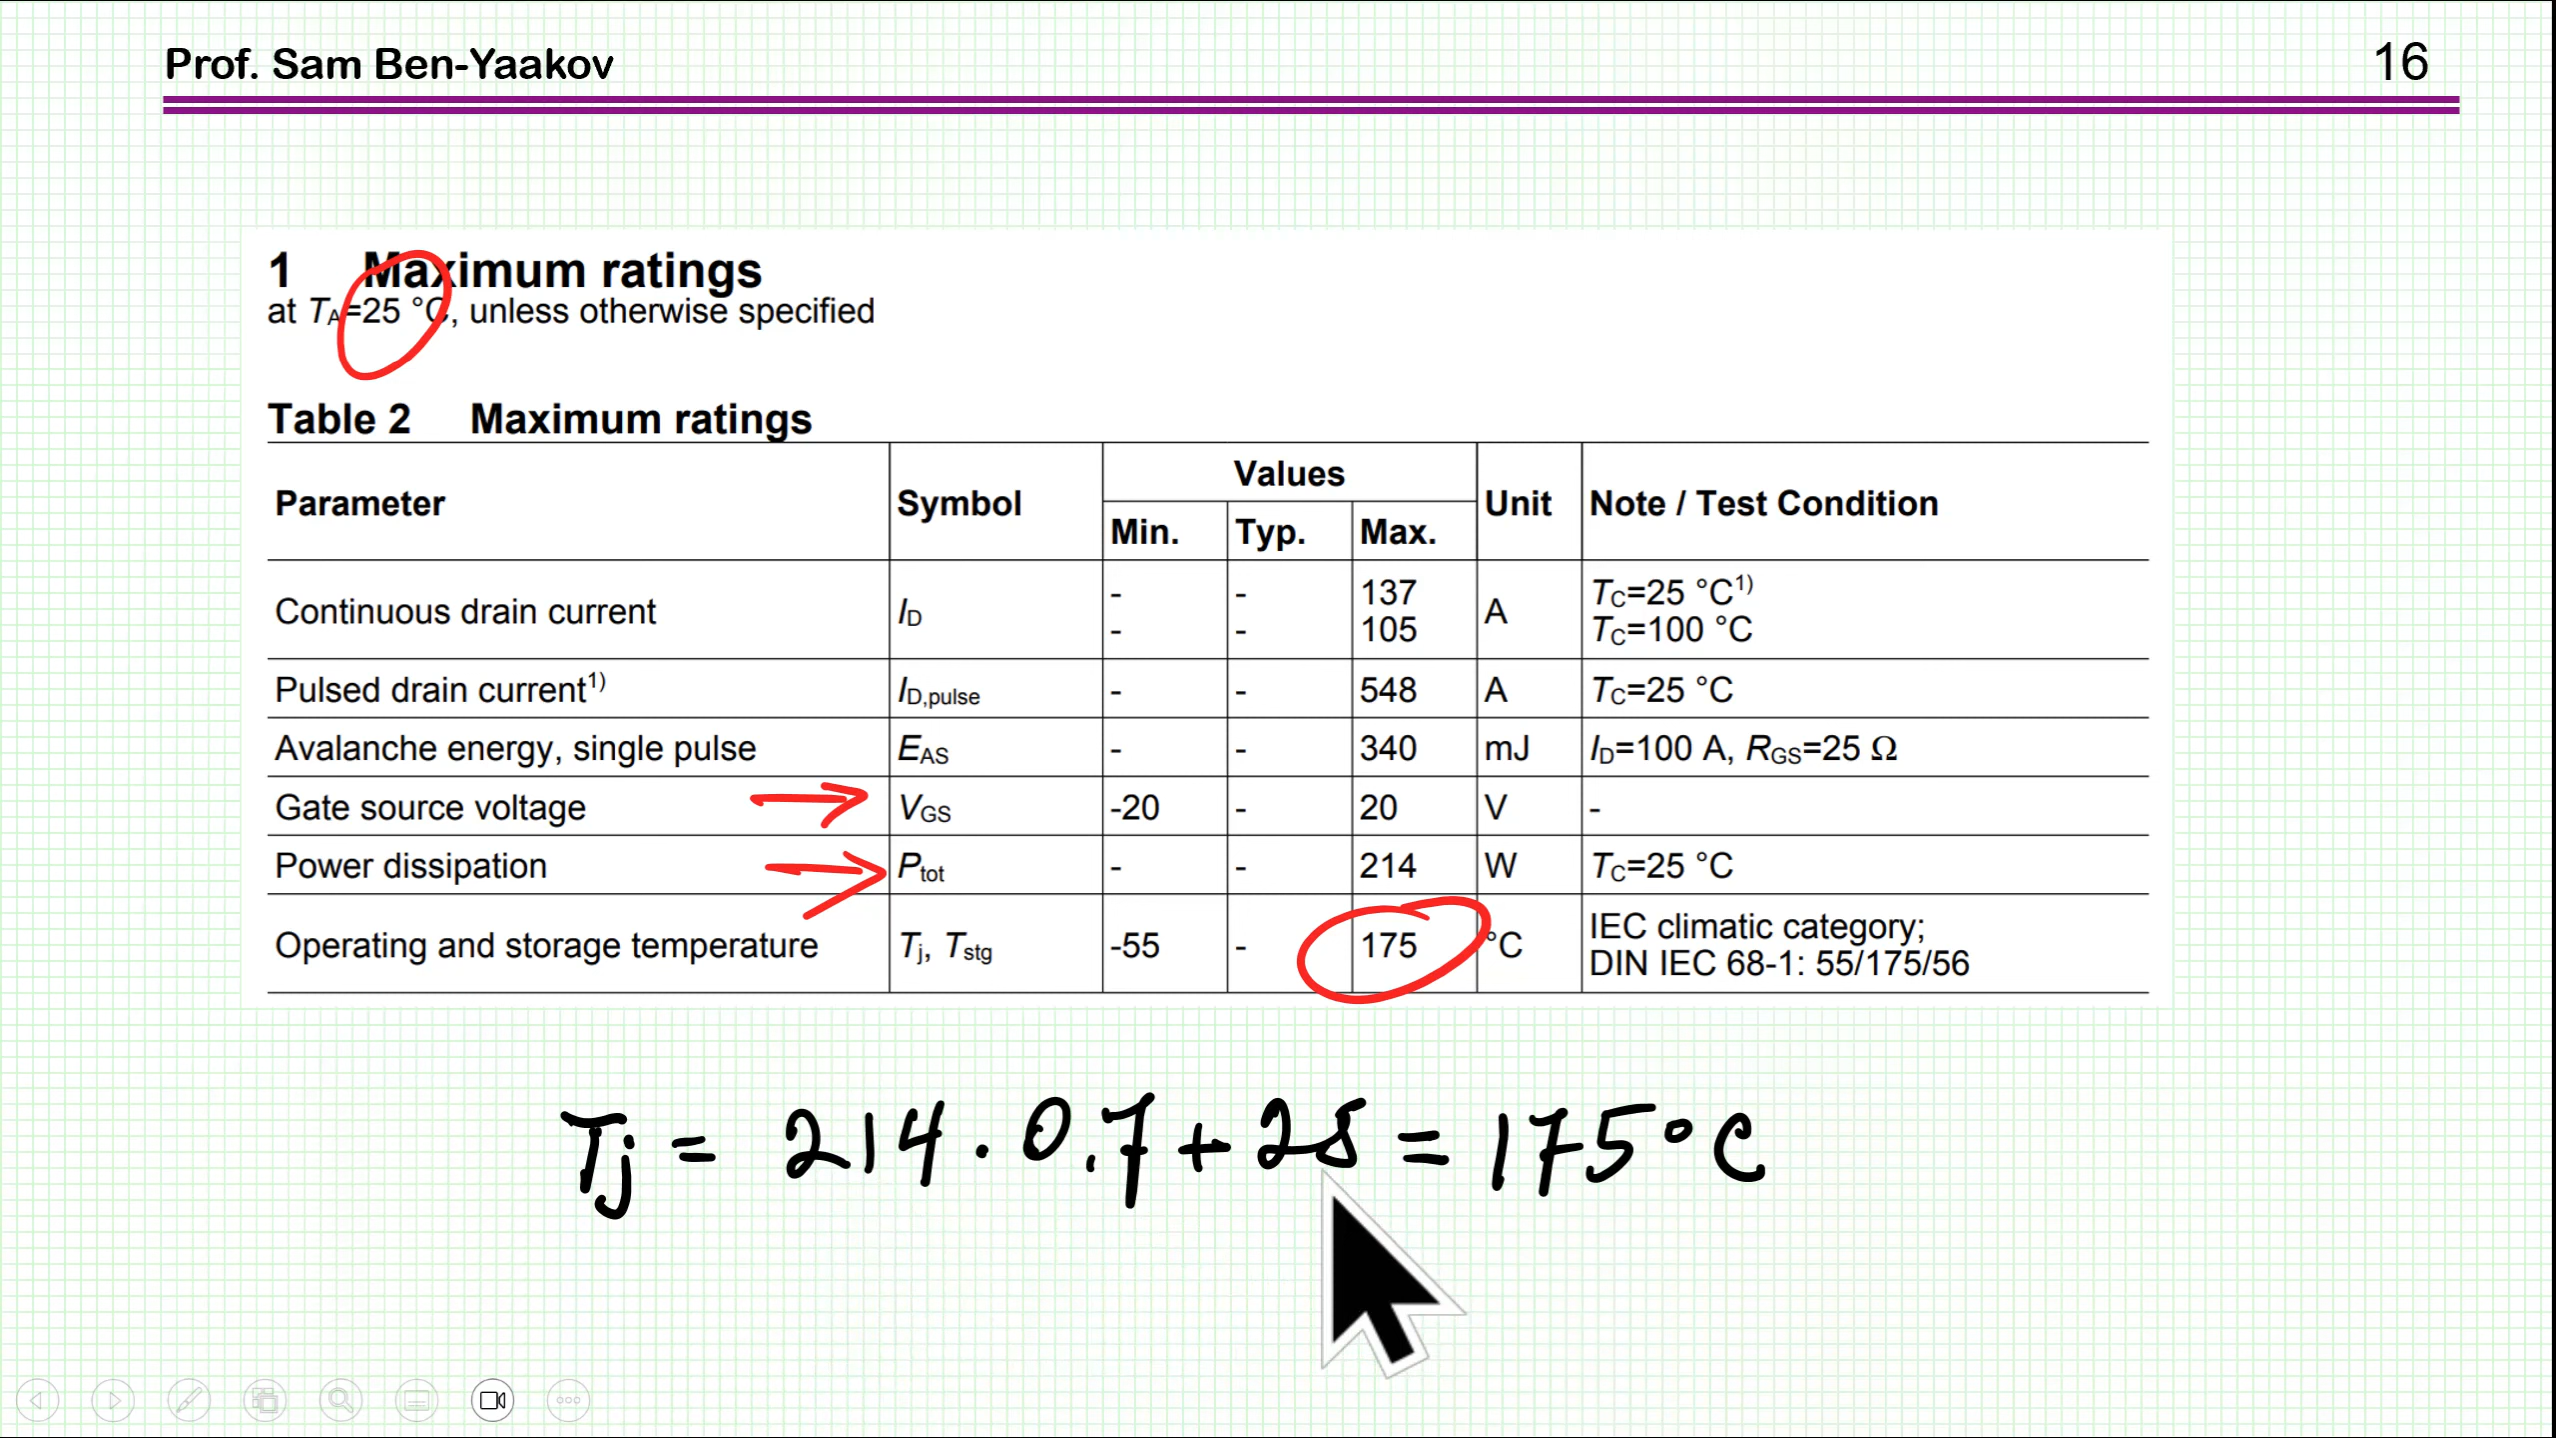 Prof. Sam Ben-Yaakov 16
1 Maximum ratings
at TA=25 °C, unless otherwise specified
Table 2 Maximum ratings
Parameter Symbol Values Unit Note / Test Condition
Min. Typ. Max.
Continuous drain current ID - - 137 A TC=25 °C1)
- - 105 TC=100 °C
Pulsed drain current1) ID,pulse - - 548 A TC=25 °C
Avalanche energy, single pulse EAS - - 340 mJ ID=100 A, RGS=25 Ω
Gate source voltage VGS -20 - 20 V -
Power dissipation Ptot - - 214 W TC=25 °C
Operating and storage temperature Tj, Tstg -55 - 175 °C IEC climatic category;
DIN IEC 68-1: 55/175/56
Tj = 214 · 0.7 + 25 = 175°C